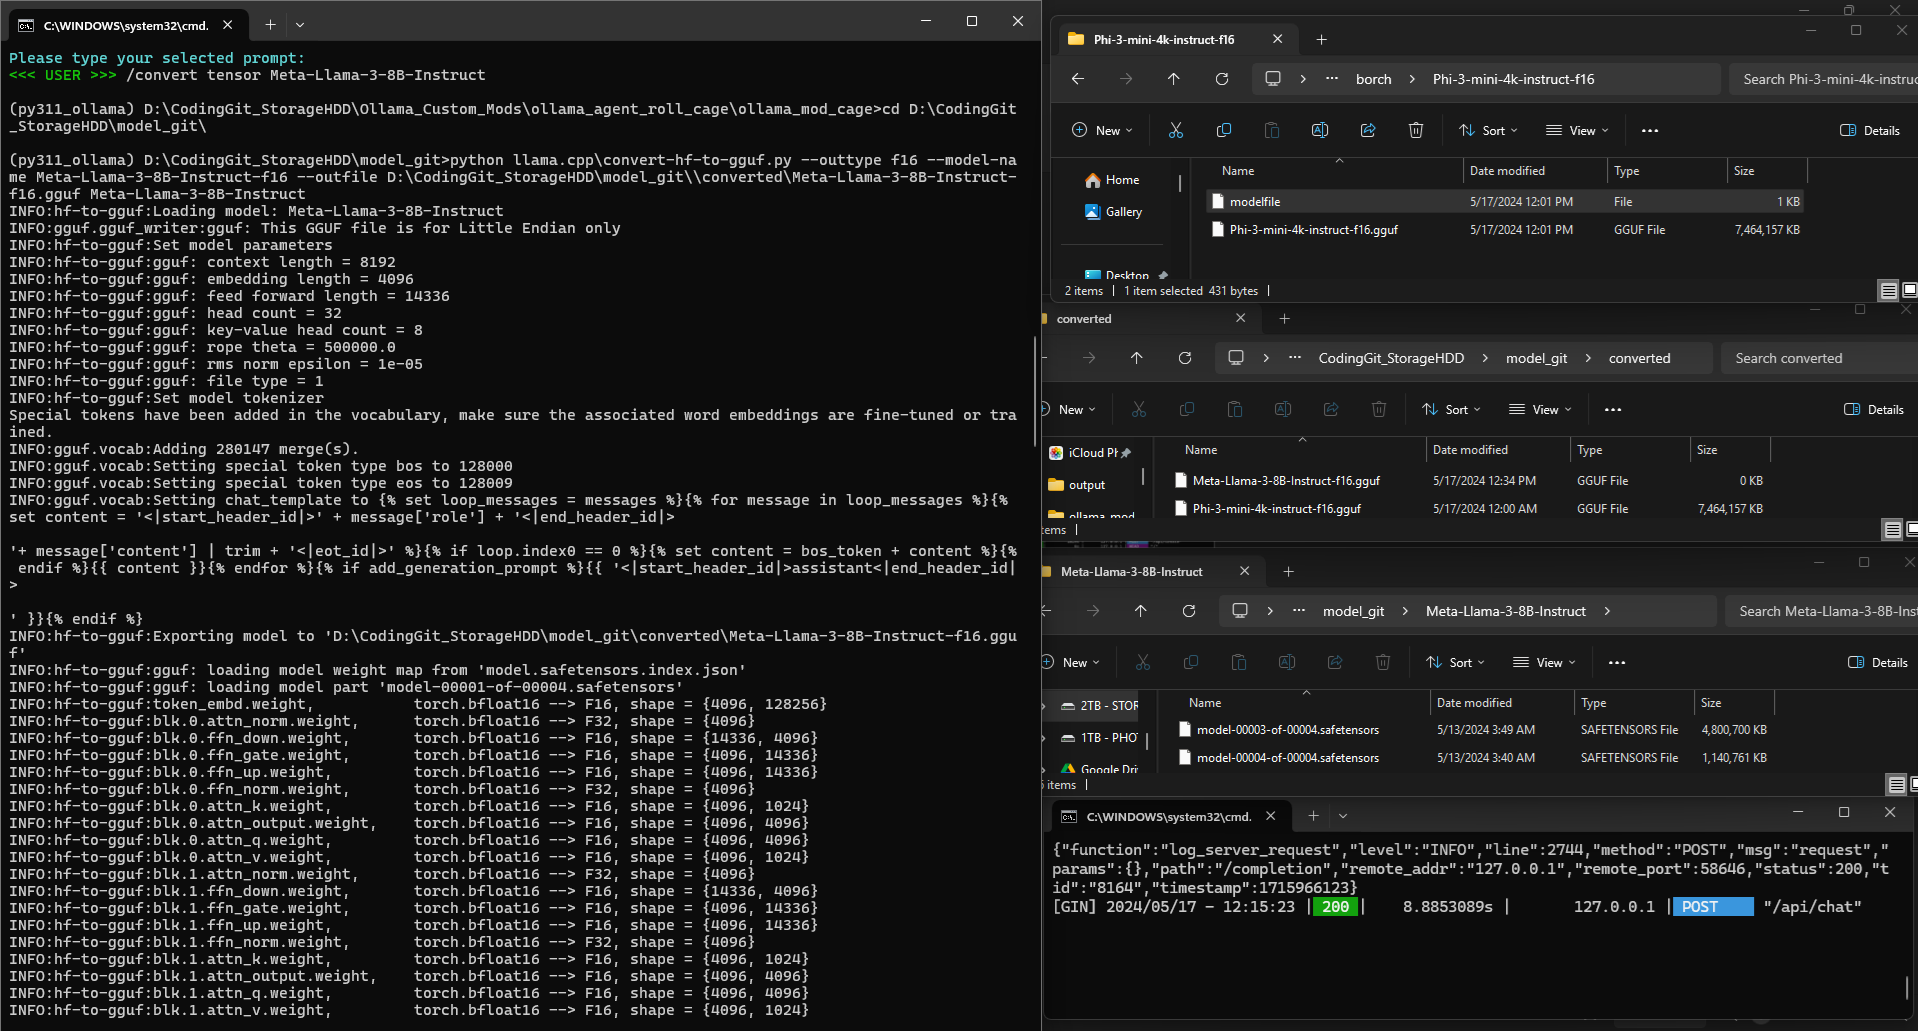 C:\WINDOWS\system32\cmd.
Please type your selected prompt:
<<< USER >>> /convert tensor Meta-Llama-3-8B-Instruct
(py311_ollama) D:\CodingGit_StorageHDD\Ollama_Custom_Mods\ollama_agent_roll_cage\ollama_mod_cage>cd D:\CodingGit
_StorageHDD\model_git\
(py311_ollama) D:\CodingGit_StorageHDD\model_git>python llama.cpp\convert-hf-to-gguf.py --outtype f16 --model-na
me Meta-Llama-3-8B-Instruct-f16 --outfile D:\CodingGit_StorageHDD\model_git\\converted\Meta-Llama-3-8B-Instruct-
f16.gguf Meta-Llama-3-8B-Instruct
INFO:hf-to-gguf:Loading model: Meta-Llama-3-8B-Instruct
INFO:gguf.gguf_writer:gguf: This GGUF file is for Little Endian only
INFO:hf-to-gguf:Set model parameters
INFO:hf-to-gguf:gguf: context length = 8192
INFO:hf-to-gguf:gguf: embedding length = 4096
INFO:hf-to-gguf:gguf: feed forward length = 14336
INFO:hf-to-gguf:gguf: head count = 32
INFO:hf-to-gguf:gguf: key-value head count = 8
INFO:hf-to-gguf:gguf: rope theta = 500000.0
INFO:hf-to-gguf:gguf: rms norm epsilon = 1e-05
INFO:hf-to-gguf:gguf: file type = 1
INFO:hf-to-gguf:Set model tokenizer
Special tokens have been added in the vocabulary, make sure the associated word embeddings are fine-tuned or tra
ined.
INFO:gguf.vocab:Adding 280147 merge(s).
INFO:gguf.vocab:Setting special token type bos to 128000
INFO:gguf.vocab:Setting special token type eos to 128009
INFO:gguf.vocab:Setting chat_template to {% set loop_messages = messages %}{% for message in loop_messages %}{%
set content = '<|start_header_id|>' + message['role'] + '<|end_header_id|>
'+ message['content'] | trim + '<|eot_id|>' %}{% if loop.index0 == 0 %}{% set content = bos_token + content %}{%
endif %}{{ content }}{% endfor %}{% if add_generation_prompt %}{{ '<|start_header_id|>assistant<|end_header_id|
>
' }}{% endif %}
INFO:hf-to-gguf:Exporting model to 'D:\CodingGit_StorageHDD\model_git\converted\Meta-Llama-3-8B-Instruct-f16.ggu
f'
INFO:hf-to-gguf:gguf: loading model weight map from 'model.safetensors.index.json'
INFO:hf-to-gguf:gguf: loading model part 'model-00001-of-00004.safetensors'
INFO:hf-to-gguf:token_embd.weight, torch.bfloat16 --> F16, shape = {4096, 128256}
INFO:hf-to-gguf:blk.0.attn_norm.weight, torch.bfloat16 --> F32, shape = {4096}
INFO:hf-to-gguf:blk.0.ffn_down.weight, torch.bfloat16 --> F16, shape = {14336, 4096}
INFO:hf-to-gguf:blk.0.ffn_gate.weight, torch.bfloat16 --> F16, shape = {4096, 14336}
INFO:hf-to-gguf:blk.0.ffn_up.weight, torch.bfloat16 --> F16, shape = {4096, 14336}
INFO:hf-to-gguf:blk.0.ffn_norm.weight, torch.bfloat16 --> F32, shape = {4096}
INFO:hf-to-gguf:blk.0.attn_k.weight, torch.bfloat16 --> F16, shape = {4096, 1024}
INFO:hf-to-gguf:blk.0.attn_output.weight, torch.bfloat16 --> F16, shape = {4096, 4096}
INFO:hf-to-gguf:blk.0.attn_q.weight, torch.bfloat16 --> F16, shape = {4096, 4096}
INFO:hf-to-gguf:blk.0.attn_v.weight, torch.bfloat16 --> F16, shape = {4096, 1024}
INFO:hf-to-gguf:blk.1.attn_norm.weight, torch.bfloat16 --> F32, shape = {4096}
INFO:hf-to-gguf:blk.1.ffn_down.weight, torch.bfloat16 --> F16, shape = {14336, 4096}
INFO:hf-to-gguf:blk.1.ffn_gate.weight, torch.bfloat16 --> F16, shape = {4096, 14336}
INFO:hf-to-gguf:blk.1.ffn_up.weight, torch.bfloat16 --> F16, shape = {4096, 14336}
INFO:hf-to-gguf:blk.1.ffn_norm.weight, torch.bfloat16 --> F32, shape = {4096}
INFO:hf-to-gguf:blk.1.attn_k.weight, torch.bfloat16 --> F16, shape = {4096, 1024}
INFO:hf-to-gguf:blk.1.attn_output.weight, torch.bfloat16 --> F16, shape = {4096, 4096}
INFO:hf-to-gguf:blk.1.attn_q.weight, torch.bfloat16 --> F16, shape = {4096, 4096}
INFO:hf-to-gguf:blk.1.attn_v.weight, torch.bfloat16 --> F16, shape = {4096, 1024}
Phi-3-mini-4k-instruct-f16
borch > Phi-3-mini-4k-instruct-f16 Search Phi-3-mini-4k-instruc
New Sort View Details
Name Date modified Type Size
Home
Gallery
Desktop
modelfile 5/17/2024 12:01 PM File 1 KB
Phi-3-mini-4k-instruct-f16.gguf 5/17/2024 12:01 PM GGUF File 7,464,157 KB
2 items 1 item selected 431 bytes
converted
CodingGit_StorageHDD > model_git > converted Search converted
New Sort View Details
Name Date modified Type Size
iCloud Ph
output
ollama_mod
Meta-Llama-3-8B-Instruct-f16.gguf 5/17/2024 12:34 PM GGUF File 0 KB
Phi-3-mini-4k-instruct-f16.gguf 5/17/2024 12:00 AM GGUF File 7,464,157 KB
tems
Meta-Llama-3-8B-Instruct
model_git > Meta-Llama-3-8B-Instruct > Search Meta-Llama-3-8B-Inst
New Sort View Details
Name Date modified Type Size
2TB - STOR
1TB - PHO
Google Dri
model-00003-of-00004.safetensors 5/13/2024 3:49 AM SAFETENSORS File 4,800,700 KB
model-00004-of-00004.safetensors 5/13/2024 3:40 AM SAFETENSORS File 1,140,761 KB
items
C:\WINDOWS\system32\cmd.
{"function":"log_server_request","level":"INFO","line":2744,"method":"POST","msg":"request","
params":{},"path":"/completion","remote_addr":"127.0.0.1","remote_port":58646,"status":200,"t
id":"8164","timestamp":1715966123}
[GIN] 2024/05/17 - 12:15:23 | 200 | 8.8853089s | 127.0.0.1 | POST "/api/chat"